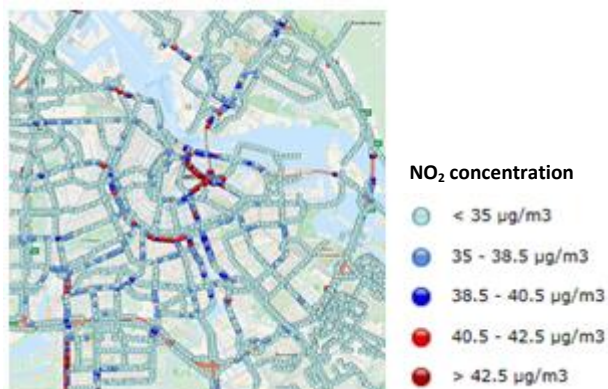 NO₂ concentration
< 35 µg/m3
35 - 38.5 µg/m3
38.5 - 40.5 µg/m3
40.5 - 42.5 µg/m3
> 42.5 µg/m3